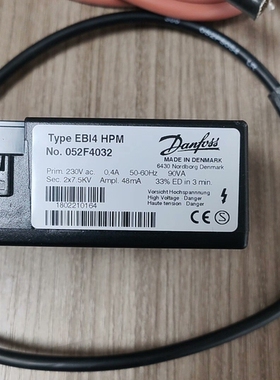 Type EBI4 HPM
No. 052F4032
Danfoss
MADE IN DENMARK
6430 Nordborg Denmark
Prim. 230V ac. 0,4A 50-60Hz 90VA
Sec. 2x7.5KV Ampl. 48mA 33% ED in 3 min.
Vorsicht Hochspannung
High Voltage : Danger
Haute tension : Danger
1802210164
CE